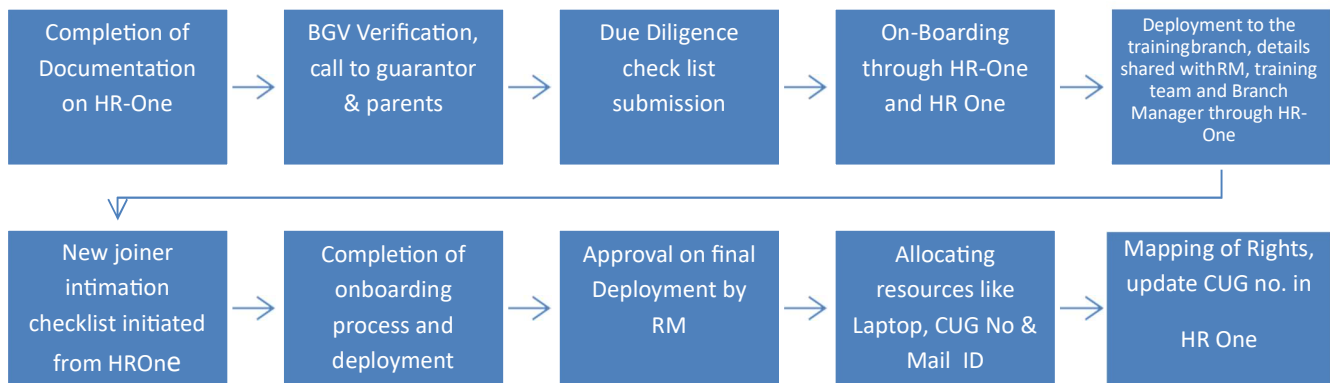 Completion of
Documentation
on HR-One
BGV Verification,
call to guarantor
& parents
Due Diligence
check list
submission
On-Boarding
through HR-One
and HR One
Deployment to the
trainingbranch, details
shared withRM, training
team and Branch
Manager through HR-
One
New joiner
intimation
checklist initiated
from HROne
Completion of
onboarding
process and
deployment
Approval on final
Deployment by
RM
Allocating
resources like
Laptop, CUG No &
Mail ID
Mapping of Rights,
update CUG no. in
HR One